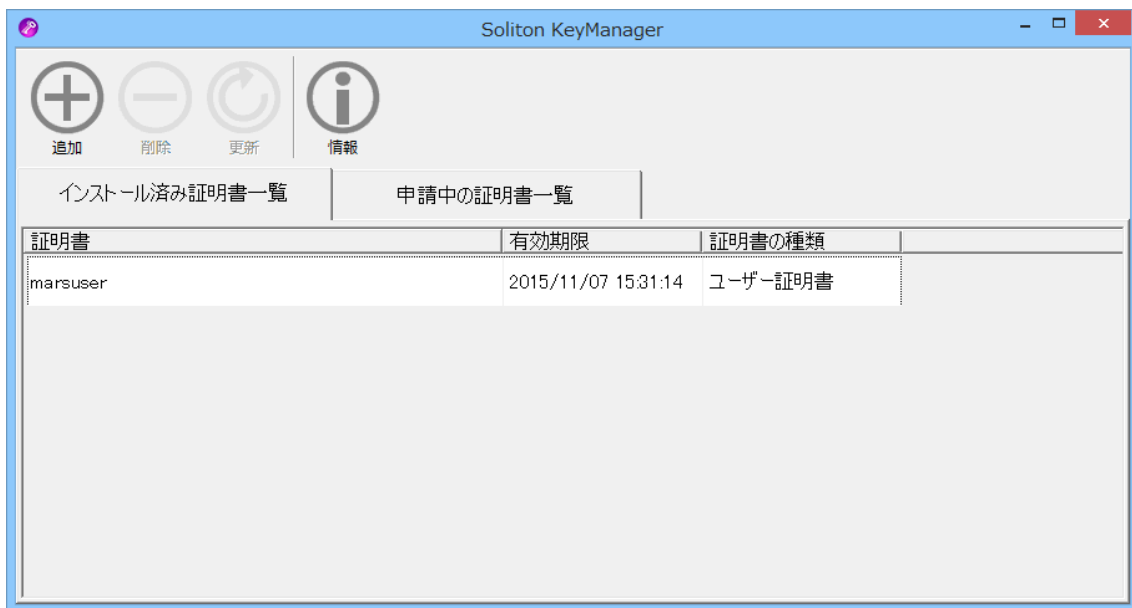 Soliton KeyManager
追加 削除 更新 情報
インストール済み証明書一覧 申請中の証明書一覧
証明書 有効期限 証明書の種類
marsuser 2015/11/07 15:31:14 ユーザー証明書